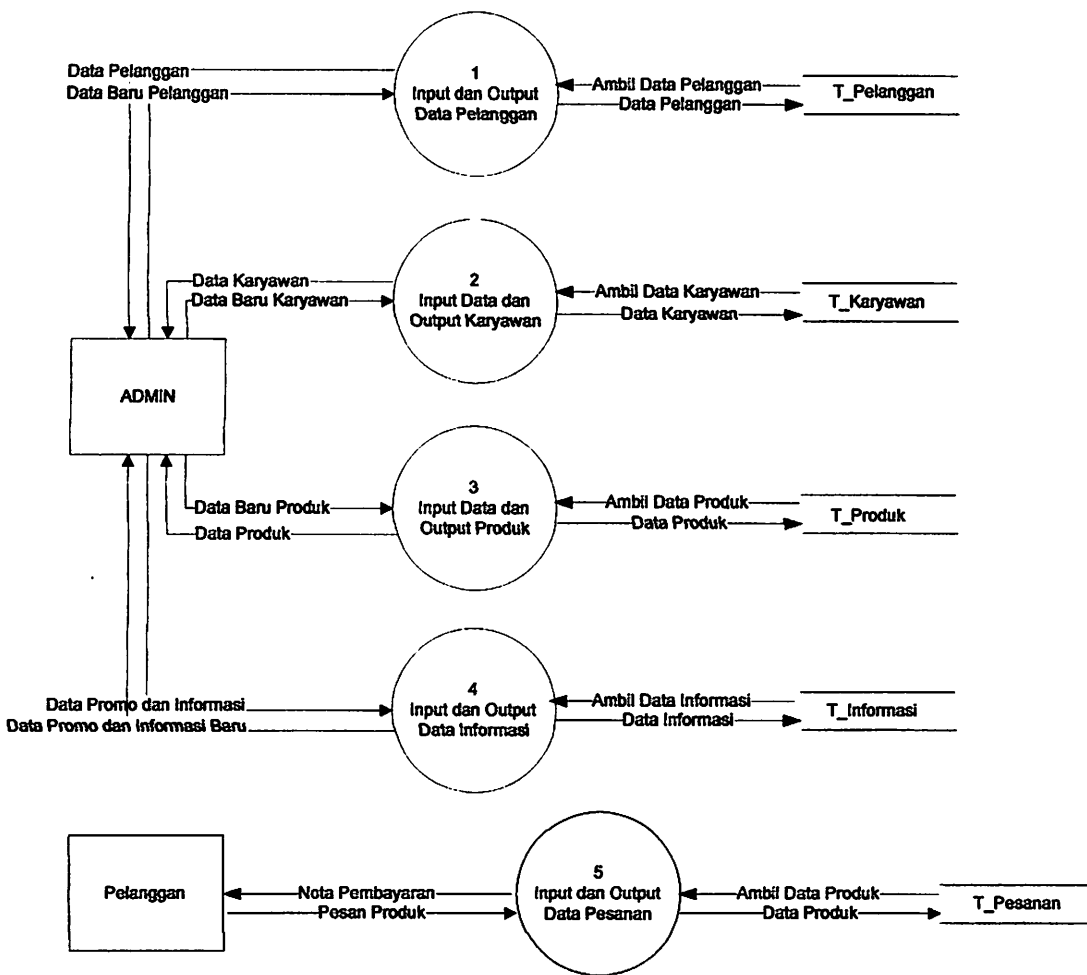 Data Pelanggan
Data Baru Pelanggan
1
Input dan Output
Data Pelanggan
Ambil Data Pelanggan
Data Pelanggan
T_Pelanggan
Data Karyawan
Data Baru Karyawan
2
Input Data dan
Output Karyawan
Ambil Data Karyawan
Data Karyawan
T_Karyawan
ADMIN
Data Baru Produk
Data Produk
3
Input Data dan
Output Produk
Ambil Data Produk
Data Produk
T_Produk
Data Promo dan Informasi
Data Promo dan Informasi Baru
4
Input dan Output
Data Informasi
Ambil Data Informasi
Data Informasi
T_Informasi
Pelanggan
Nota Pembayaran
Pesan Produk
5
Input dan Output
Data Pesanan
Ambil Data Produk
Data Produk
T_Pesanan